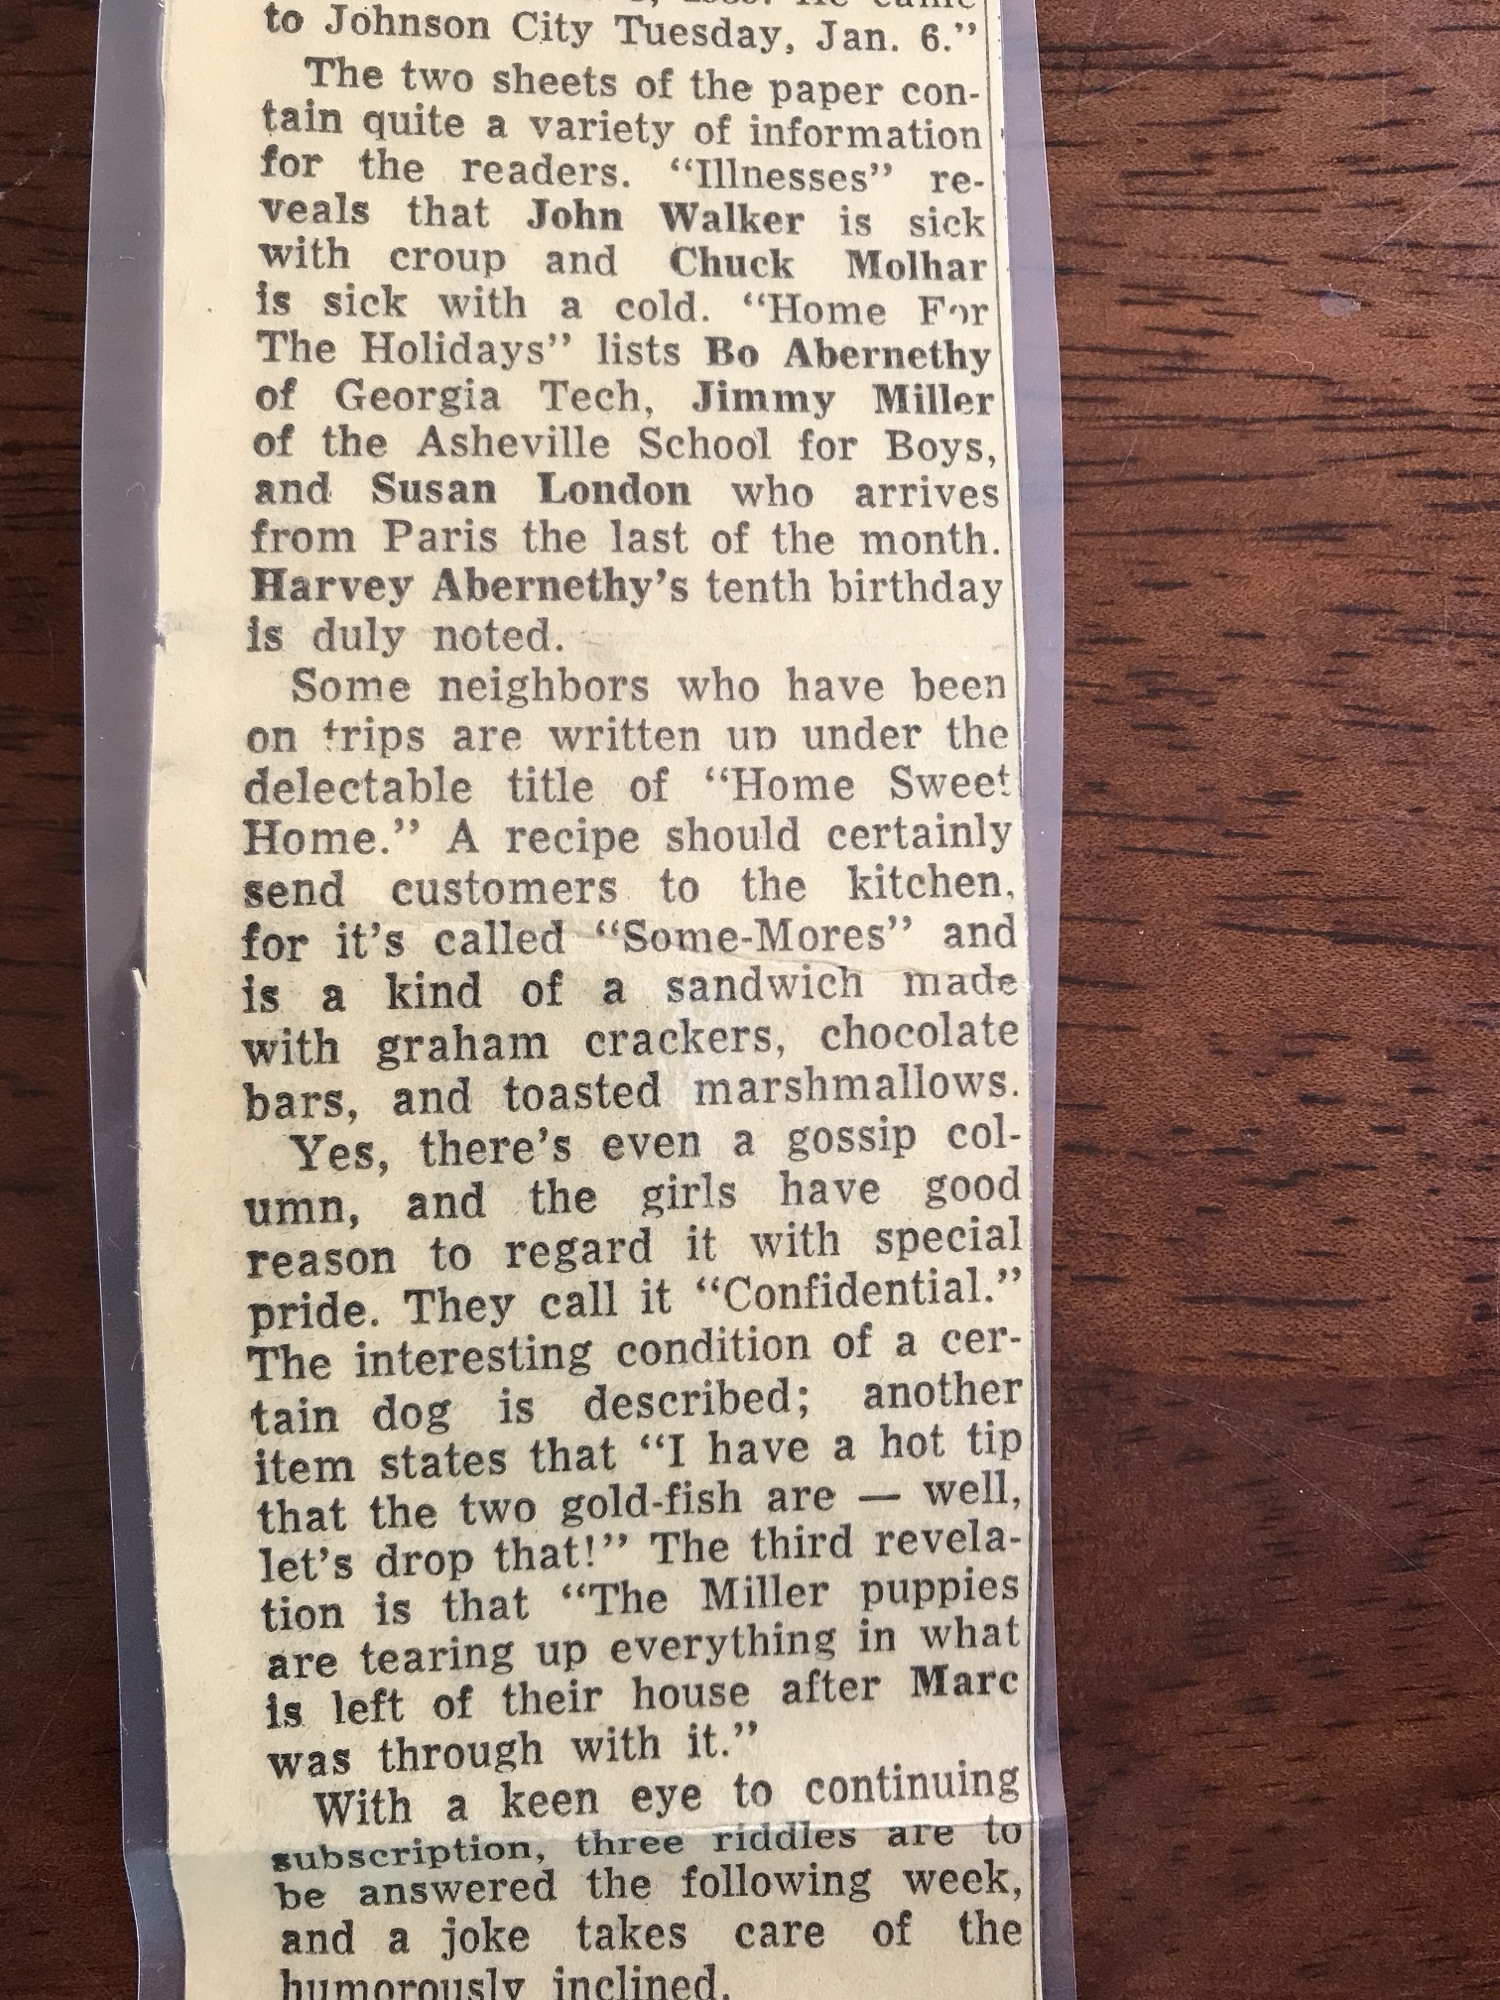 to Johnson City Tuesday, Jan. 6.”
The two sheets of the paper con-
tain quite a variety of information
for the readers. “Illnesses” re-
veals that John Walker is sick
with croup and Chuck Molhar
is sick with a cold. “Home For
The Holidays” lists Bo Abernethy
of Georgia Tech, Jimmy Miller
of the Asheville School for Boys,
and Susan London who arrives
from Paris the last of the month.
Harvey Abernethy’s tenth birthday
is duly noted.
Some neighbors who have been
on trips are written up under the
delectable title of “Home Sweet
Home.” A recipe should certainly
send customers to the kitchen,
for it’s called “Some-Mores” and
is a kind of a sandwich made
with graham crackers, chocolate
bars, and toasted marshmallows.
Yes, there’s even a gossip col-
umn, and the girls have good
reason to regard it with special
pride. They call it “Confidential.”
The interesting condition of a cer-
tain dog is described; another
item states that “I have a hot tip
that the two gold-fish are — well,
let’s drop that!” The third revela-
tion is that “The Miller puppies
are tearing up everything in what
is left of their house after Marc
was through with it.”
With a keen eye to continuing
subscription, three riddles are to
be answered the following week,
and a joke takes care of the
humorously inclined.